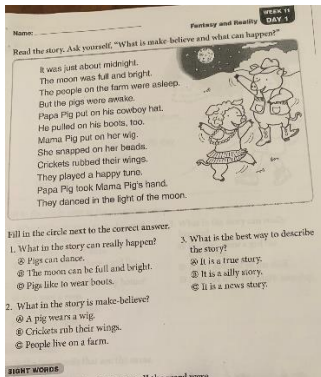 WEEK 11
Name:
Fantasy and Reality
DAY 1
Read the story. Ask yourself, "What is make-believe and what can happen?"
It was just about midnight.
The moon was full and bright.
The people on the farm were asleep.
But the pigs were awake.
Papa Pig put on his cowboy hat.
He pulled on his boots, too.
Mama Pig put on her wig.
She snapped on her beads.
Crickets rubbed their wings.
They played a happy tune.
Papa Pig took Mama Pig's hand.
They danced in the light of the moon.
Fill in the circle next to the correct answer.
1. What in the story can really happen?
Ⓐ Pigs can dance.
Ⓑ The moon can be full and bright.
Ⓒ Pigs like to wear boots.
2. What in the story is make-believe?
Ⓐ A pig wears a wig.
Ⓑ Crickets rub their wings.
Ⓒ People live on a farm.
3. What is the best way to describe
the story?
Ⓐ It is a true story.
Ⓑ It is a silly story.
Ⓒ It is a news story.
SIGHT WORDS